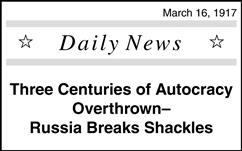 March 16, 1917
☆ Daily News ☆
Three Centuries of Autocracy
Overthrown–
Russia Breaks Shackles